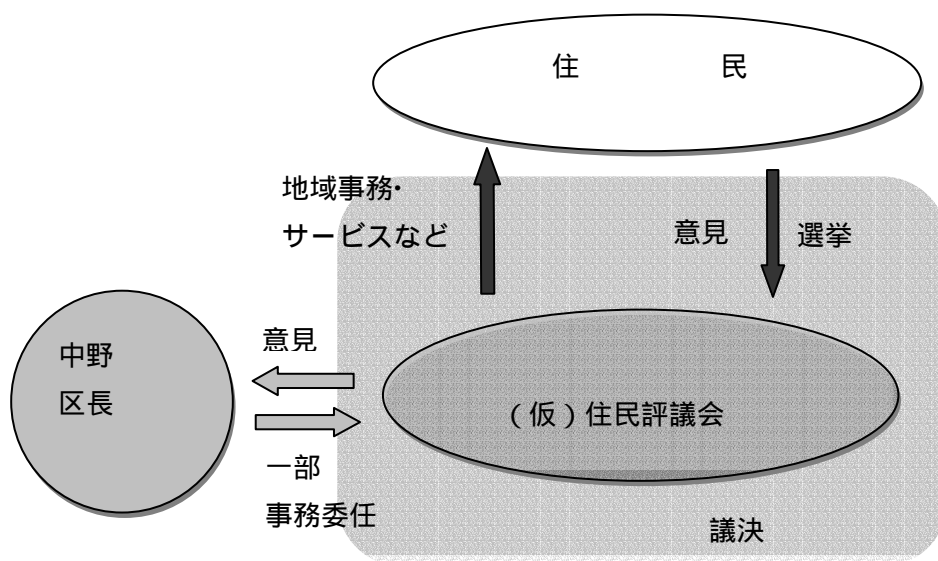 住　　　民
地域事務・
サービスなど
意見
選挙
中野
区長
意見
（仮）住民評議会
一部
事務委任
議決